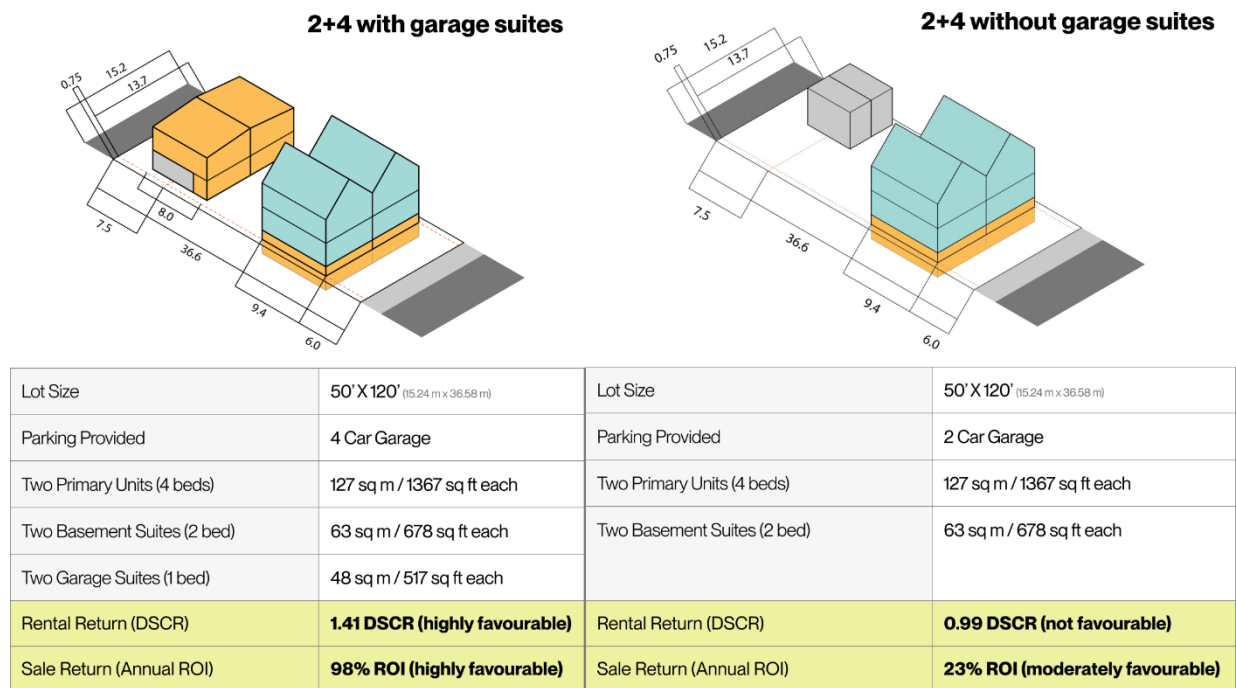 2+4 with garage suites
0.75
15.2
13.7
7.5
8.0
36.6
9.4
6.0
2+4 without garage suites
0.75
15.2
13.7
7.5
36.6
9.4
6.0
Lot Size
50' X 120' (15.24 m x 36.58 m)
Parking Provided
4 Car Garage
Two Primary Units (4 beds)
127 sq m / 1367 sq ft each
Two Basement Suites (2 bed)
63 sq m / 678 sq ft each
Two Garage Suites (1 bed)
48 sq m / 517 sq ft each
Rental Return (DSCR)
1.41 DSCR (highly favourable)
Sale Return (Annual ROI)
98% ROI (highly favourable)
Lot Size
50' X 120' (15.24 m x 36.58 m)
Parking Provided
2 Car Garage
Two Primary Units (4 beds)
127 sq m / 1367 sq ft each
Two Basement Suites (2 bed)
63 sq m / 678 sq ft each
Rental Return (DSCR)
0.99 DSCR (not favourable)
Sale Return (Annual ROI)
23% ROI (moderately favourable)